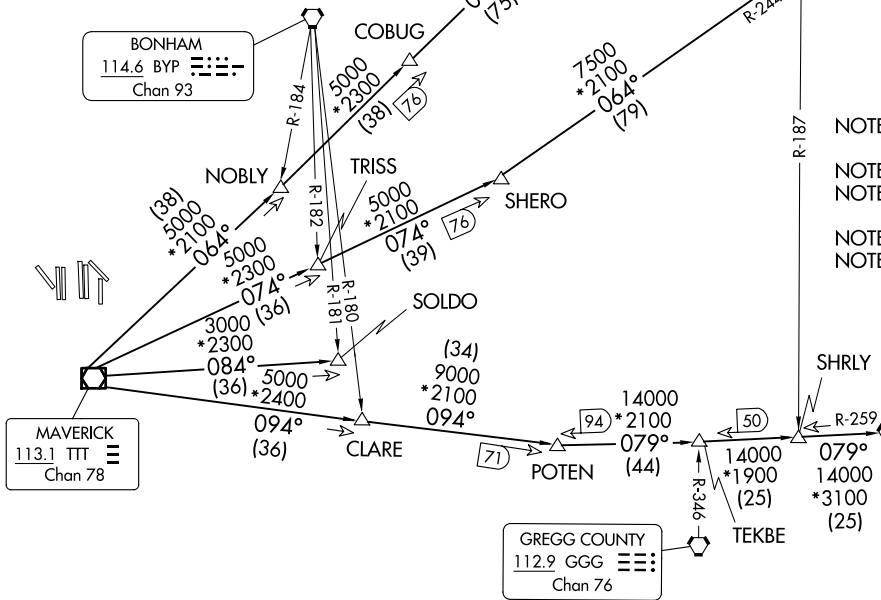 BONHAM
114.6 BYP
Chan 93
COBUG
5000
*2300
(38)
76
R-184
NOBLY
TRISS
R-182
5000
*2100
074°
(39)
76
SHERO
7500
*2100
064°
(79)
R-244
R-187
NOTE
NOTE
NOTE
NOTE
NOTE
(38)
5000
*2100
064°
5000
*2300
074°
(36)
R-181
R-180
SOLDO
3000
*2300
084°
(36)
5000
*2400
094°
(36)
CLARE
MAVERICK
113.1 TTT
Chan 78
(34)
9000
*2100
094°
71
POTEN
94
14000
*2100
079°
(44)
R-346
TEKBE
GREGG COUNTY
112.9 GGG
Chan 76
50
14000
*1900
(25)
SHRLY
R-259
079°
14000
*3100
(25)